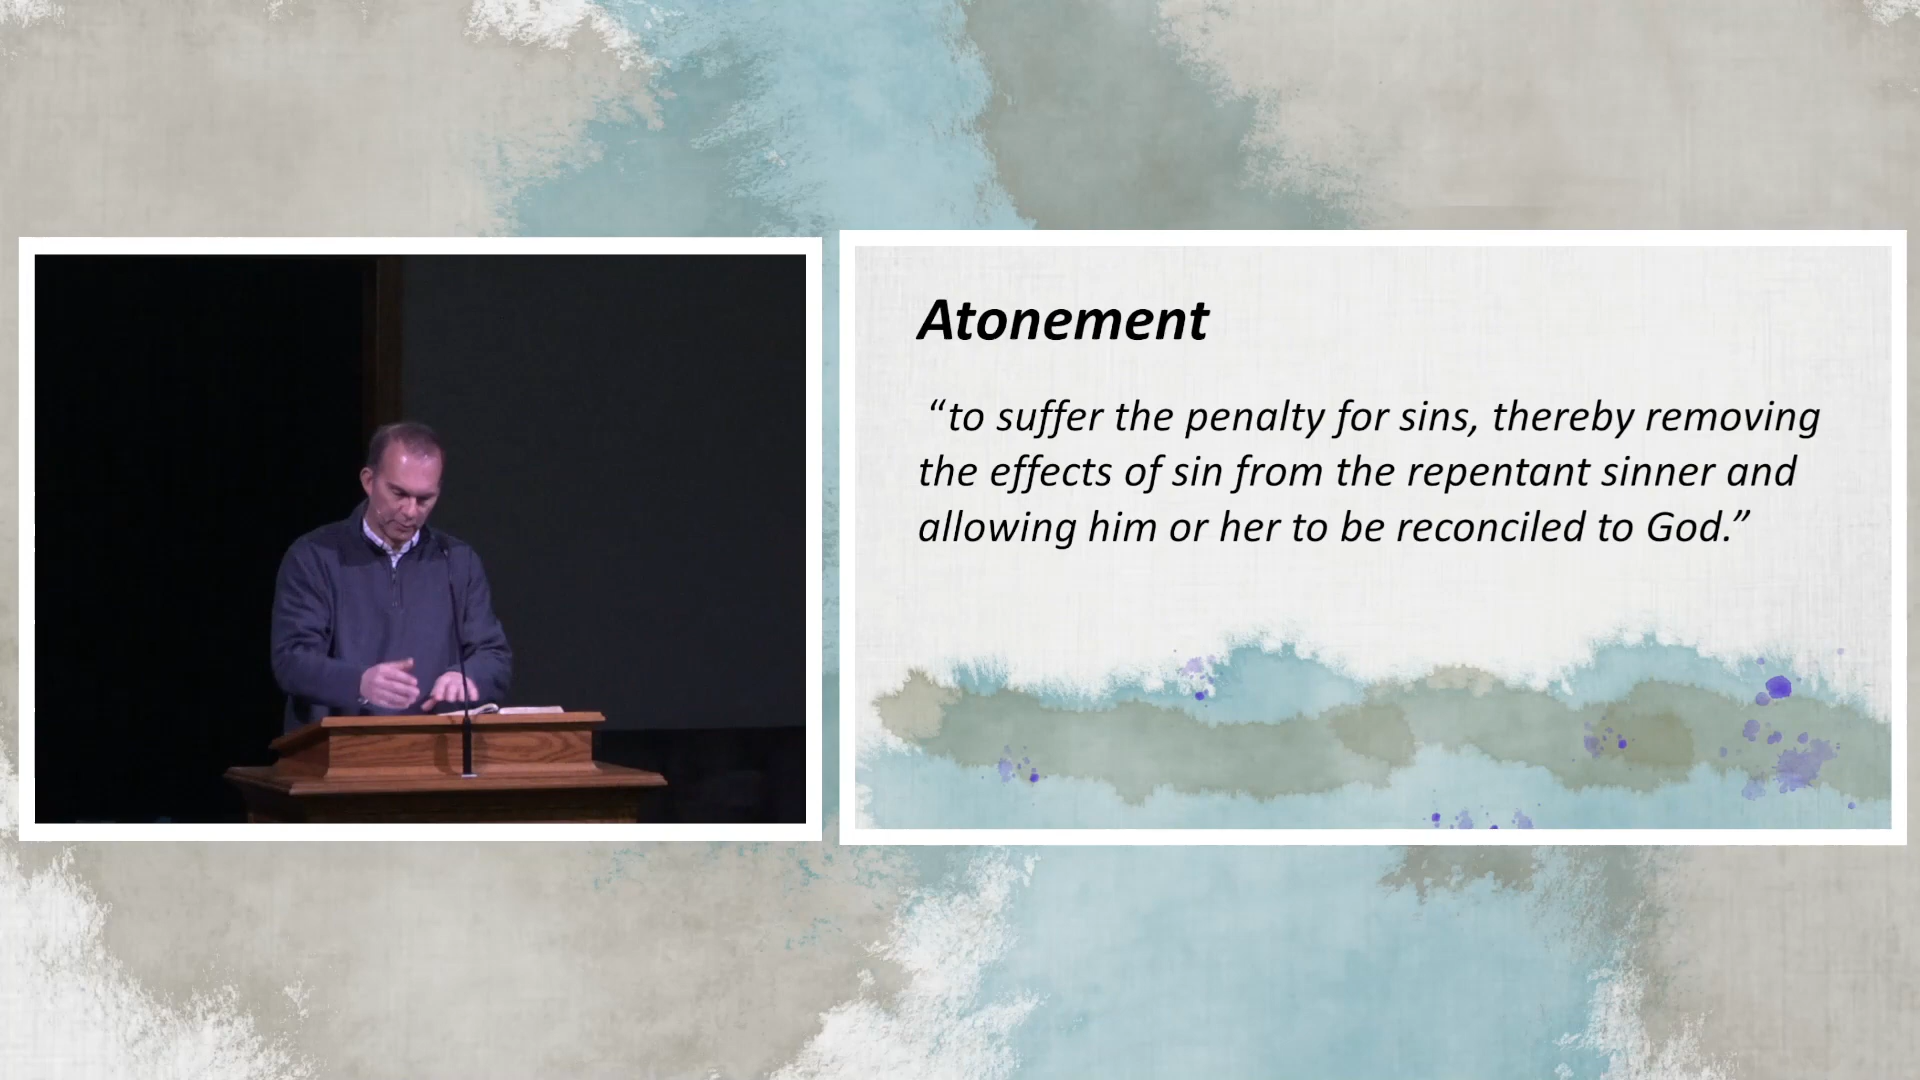 Atonement
“to suffer the penalty for sins, thereby removing
the effects of sin from the repentant sinner and
allowing him or her to be reconciled to God.”